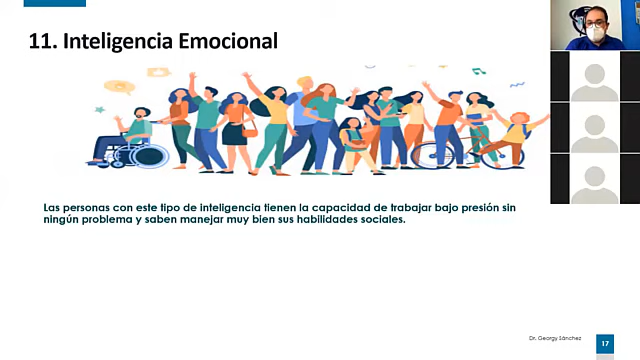 11. Inteligencia Emocional
Las personas con este tipo de inteligencia tienen la capacidad de trabajar bajo presión sin
ningún problema y saben manejar muy bien sus habilidades sociales.
Dr. Georgy Sánchez
17